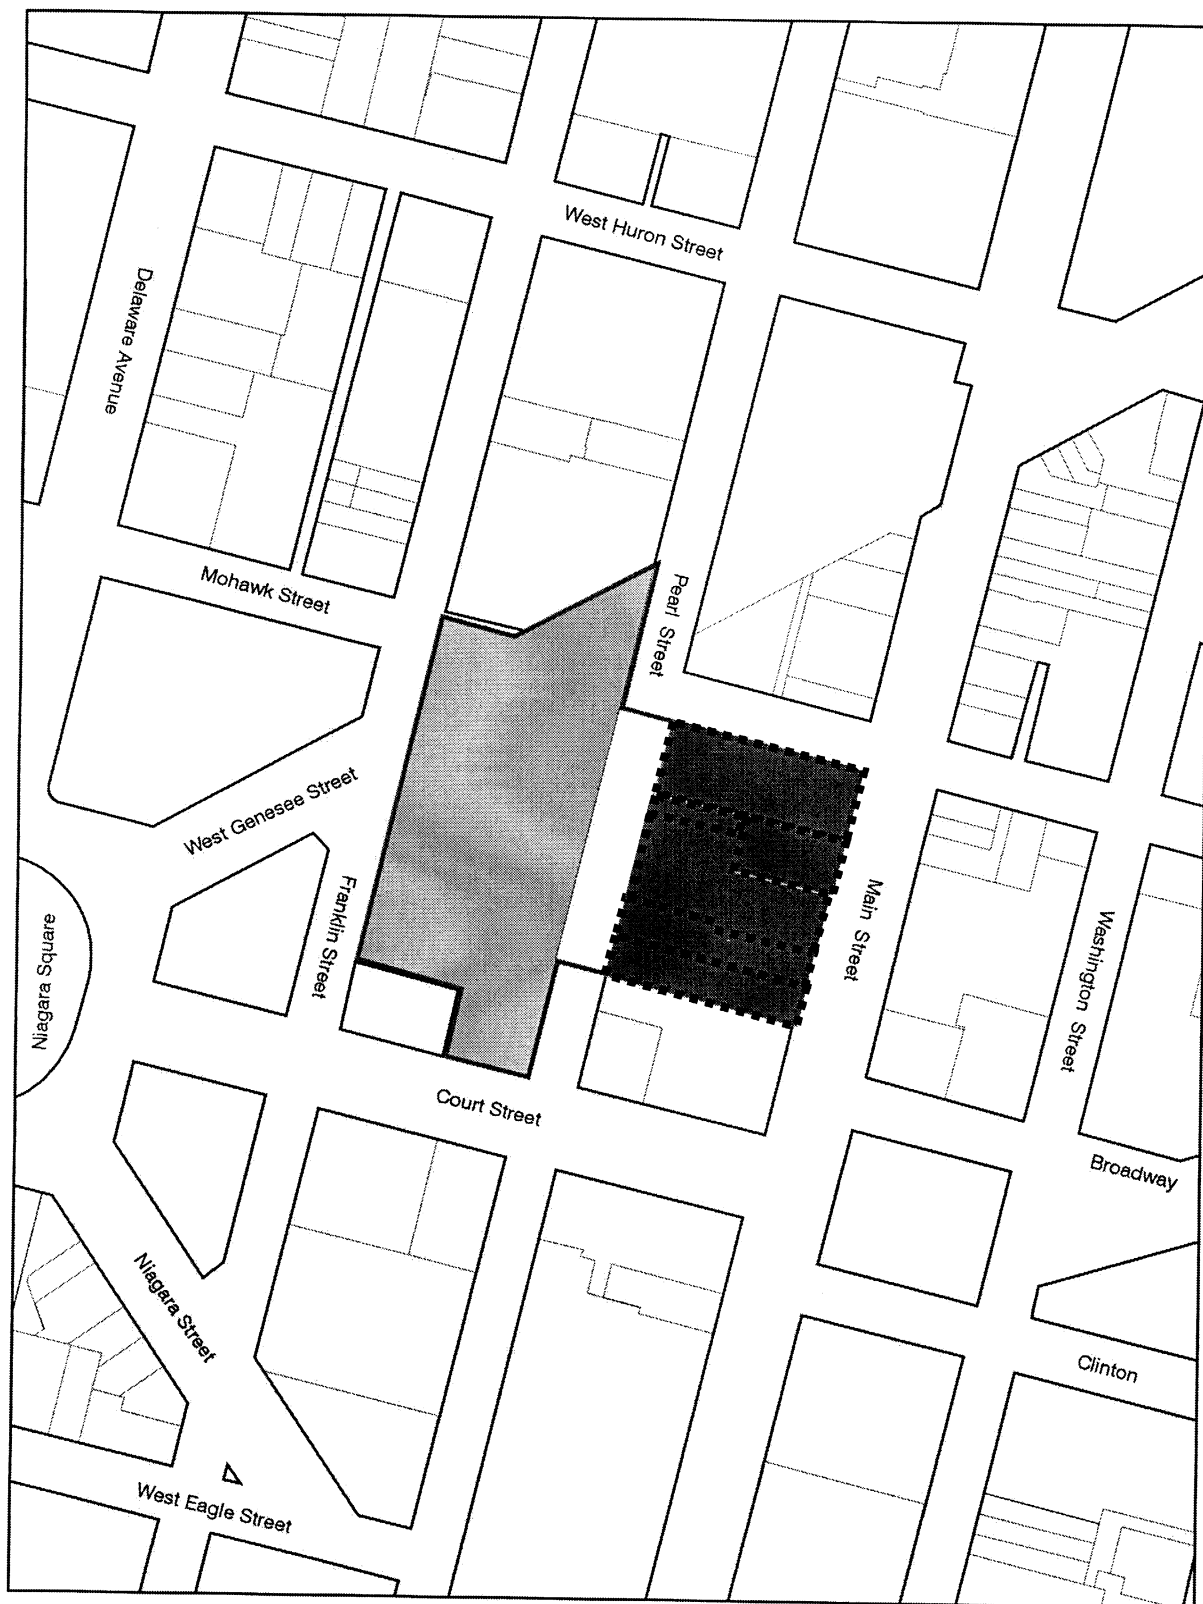 West Huron Street
Delaware Avenue
Mohawk Street
Pearl Street
West Genesee Street
Franklin Street
Main Street
Washington Street
Niagara Square
Court Street
Broadway
Niagara Street
Clinton
West Eagle Street